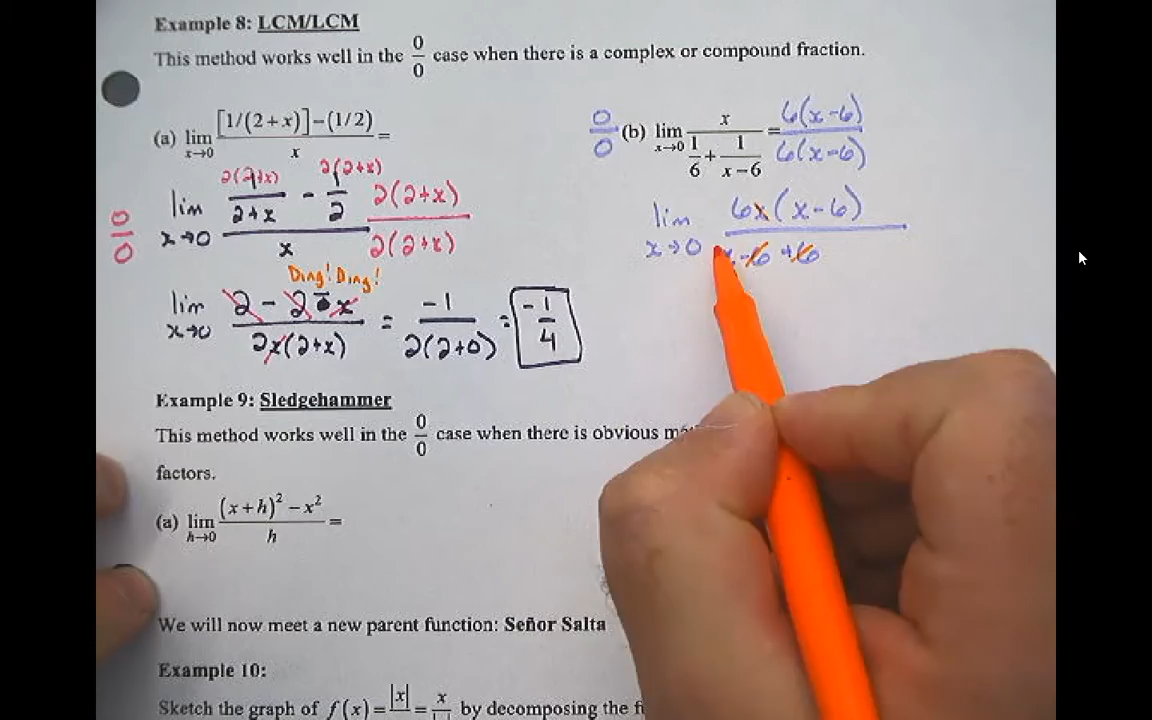 Example 8: LCM/LCM
This method works well in the 0/0 case when there is a complex or compound fraction.
(a) lim x→0 [1/(2+x)]−(1/2) / x =
2(2+x) 2(2+x)
0/0 lim x→0 1/(2+x) - 1/2 / x 2(2+x) / 2(2+x)
Ding! Ding!
lim x→0 2 - 2 - x / 2x(2+x) = -1 / 2(2+0) = -1/4
0/0 (b) lim x→0 x / (1/6 + 1/(x−6)) = 6(x-6) / 6(x-6)
lim x→0 6x(x-6) / x-6+6
Example 9: Sledgehammer
This method works well in the 0/0 case when there is obvious
factors.
(a) lim h→0 (x+h)² − x² / h =
We will now meet a new parent function: Señor Salta
Example 10:
Sketch the graph of f(x) = |x| = x by decomposing the